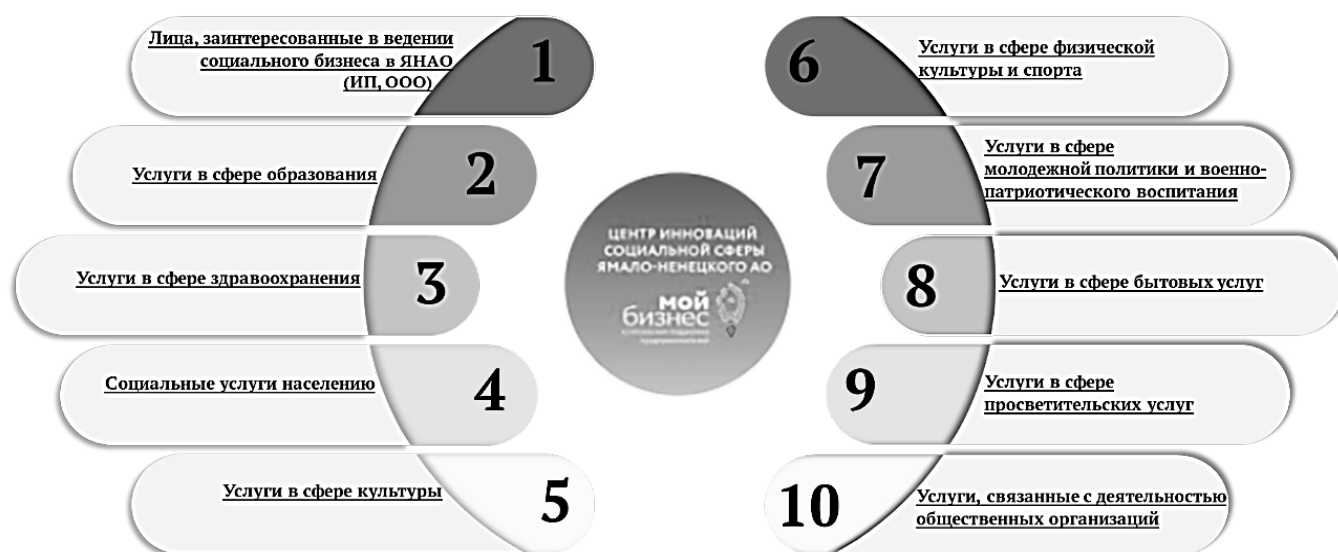 Лица, заинтересованные в ведении
социального бизнеса в ЯНАО
(ИП, ООО)
1
Услуги в сфере образования
2
Услуги в сфере здравоохранения
3
Социальные услуги населению
4
Услуги в сфере культуры
5
ЦЕНТР ИННОВАЦИЙ
СОЦИАЛЬНОЙ СФЕРЫ
ЯМАЛО-НЕНЕЦКОГО АО
МОЙ
бизнес
6
Услуги в сфере физической
культуры и спорта
7
Услуги в сфере
молодежной политики и военно-
патриотического воспитания
8
Услуги в сфере бытовых услуг
9
Услуги в сфере
просветительских услуг
10
Услуги, связанные с деятельностью
общественных организаций